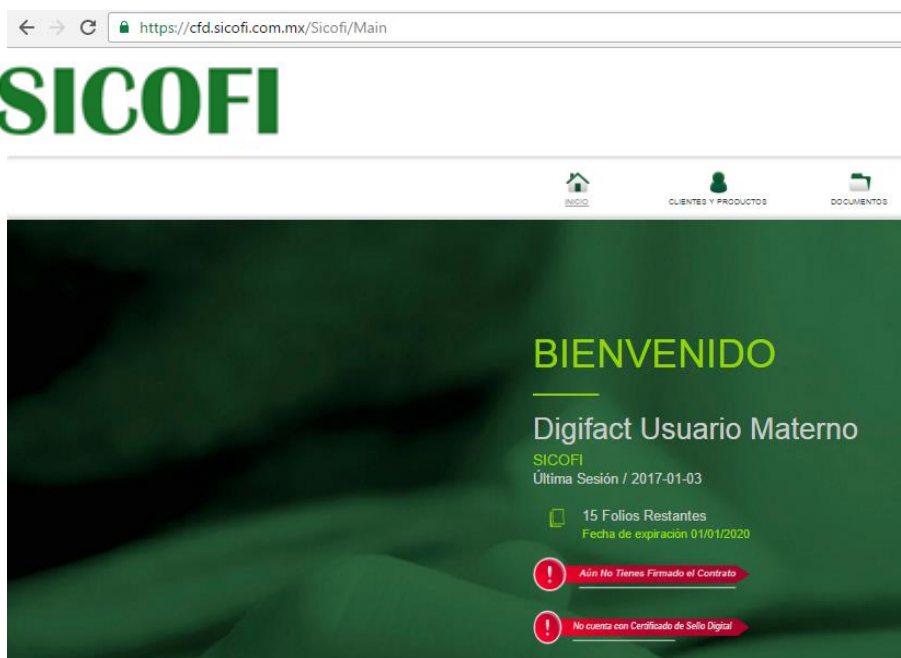 https://cfd.sicofi.com.mx/Sicofi/Main
SICOFI
INICIO
CLIENTES Y PRODUCTOS
DOCUMENTOS
BIENVENIDO
Digifact Usuario Materno
SICOFI
Última Sesión / 2017-01-03
15 Folios Restantes
Fecha de expiración 01/01/2020
Aún No Tienes Firmado el Contrato
No cuenta con Certificado de Sello Digital